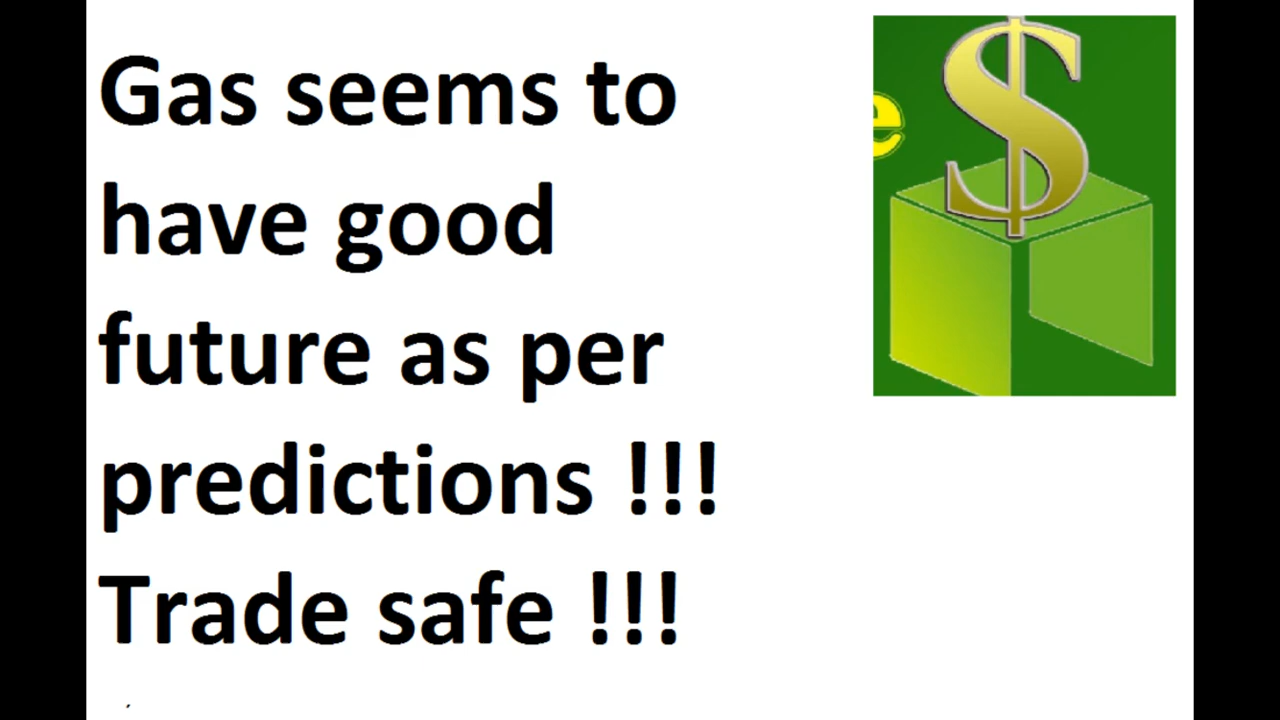 Gas seems to
have good
future as per
predictions !!!
Trade safe !!!
e
$